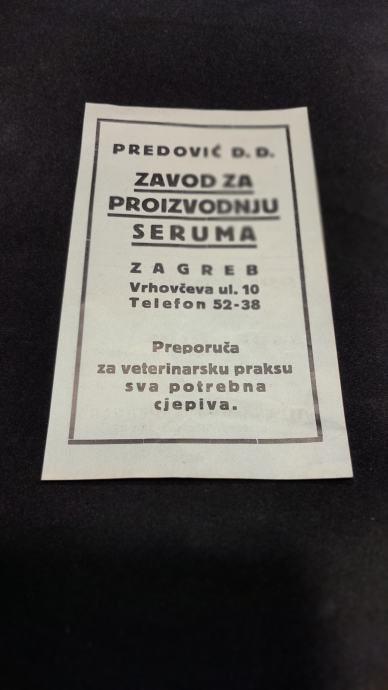 PREDOVIĆ D. D.
ZAVOD ZA
PROIZVODNJU
SERUMA
ZAGREB
Vrhovčeva ul. 10
Telefon 52-38
Preporuča
za veterinarsku praksu
sva potrebna
cjepiva.